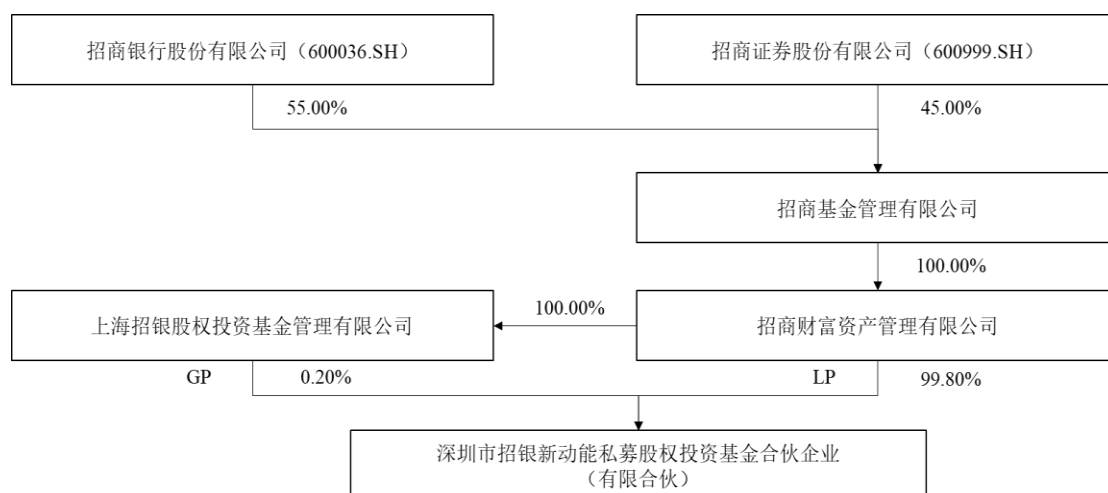 招商银行股份有限公司（600036.SH）
招商证券股份有限公司（600999.SH）
55.00%
45.00%
招商基金管理有限公司
100.00%
上海招银股权投资基金管理有限公司
100.00%
招商财富资产管理有限公司
GP
0.20%
LP
99.80%
深圳市招银新动能私募股权投资基金合伙企业
（有限合伙）